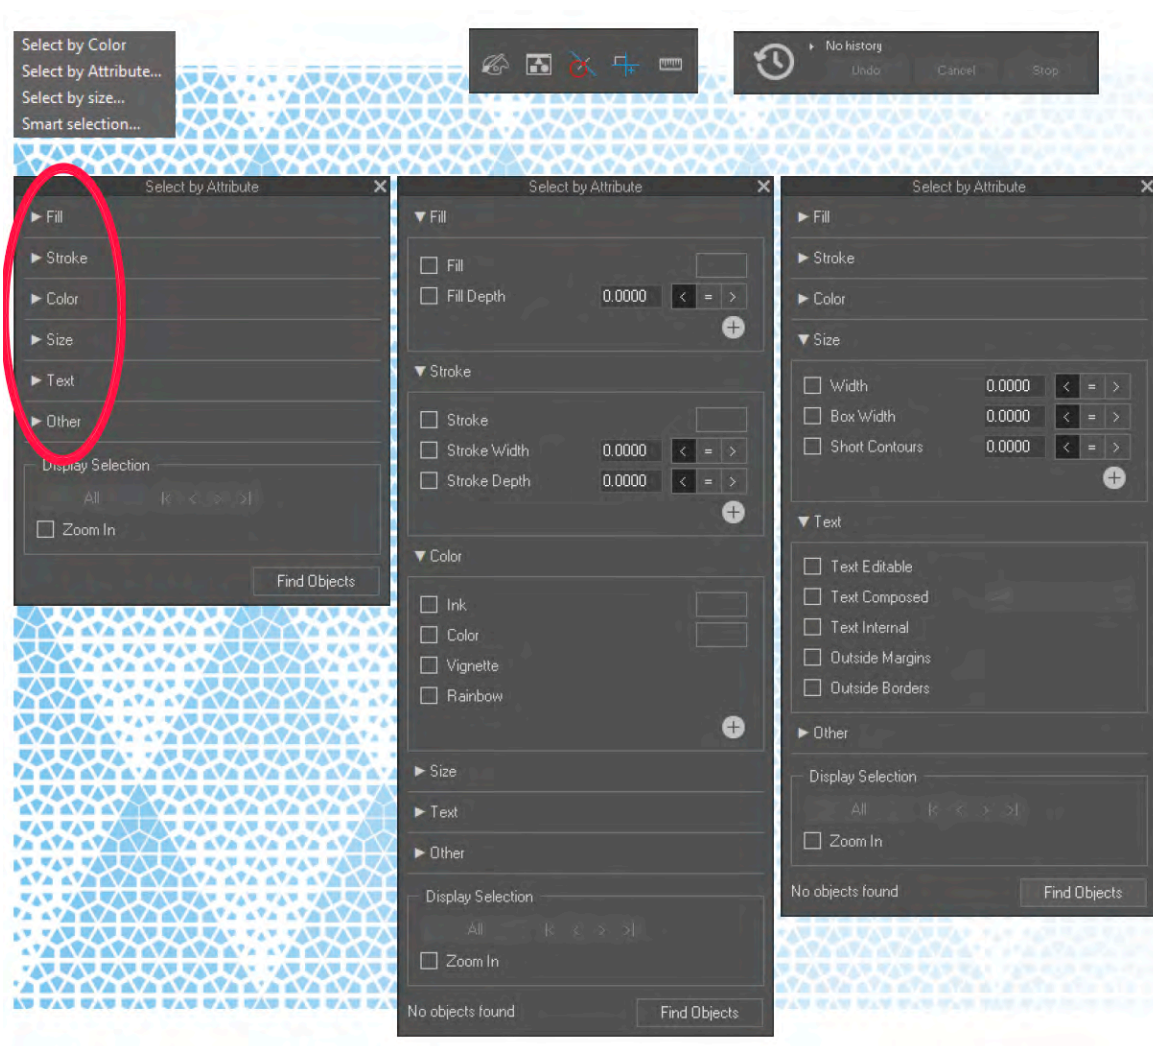 Select by Color
Select by Attribute...
Select by size...
Smart selection...
No history
Undo Cancel Stop
Select by Attribute
Fill
Stroke
Color
Size
Text
Other
Display Selection
All
Zoom In
Find Objects
Select by Attribute
Fill
Fill
Fill Depth 0.0000 < = >
Stroke
Stroke
Stroke Width 0.0000 < = >
Stroke Depth 0.0000 < = >
Color
Ink
Color
Vignette
Rainbow
Size
Text
Other
Display Selection
All
Zoom In
No objects found Find Objects
Select by Attribute
Fill
Stroke
Color
Size
Width 0.0000 < = >
Box Width 0.0000 < = >
Short Contours 0.0000 < = >
Text
Text Editable
Text Composed
Text Internal
Outside Margins
Outside Borders
Other
Display Selection
All
Zoom In
No objects found Find Objects